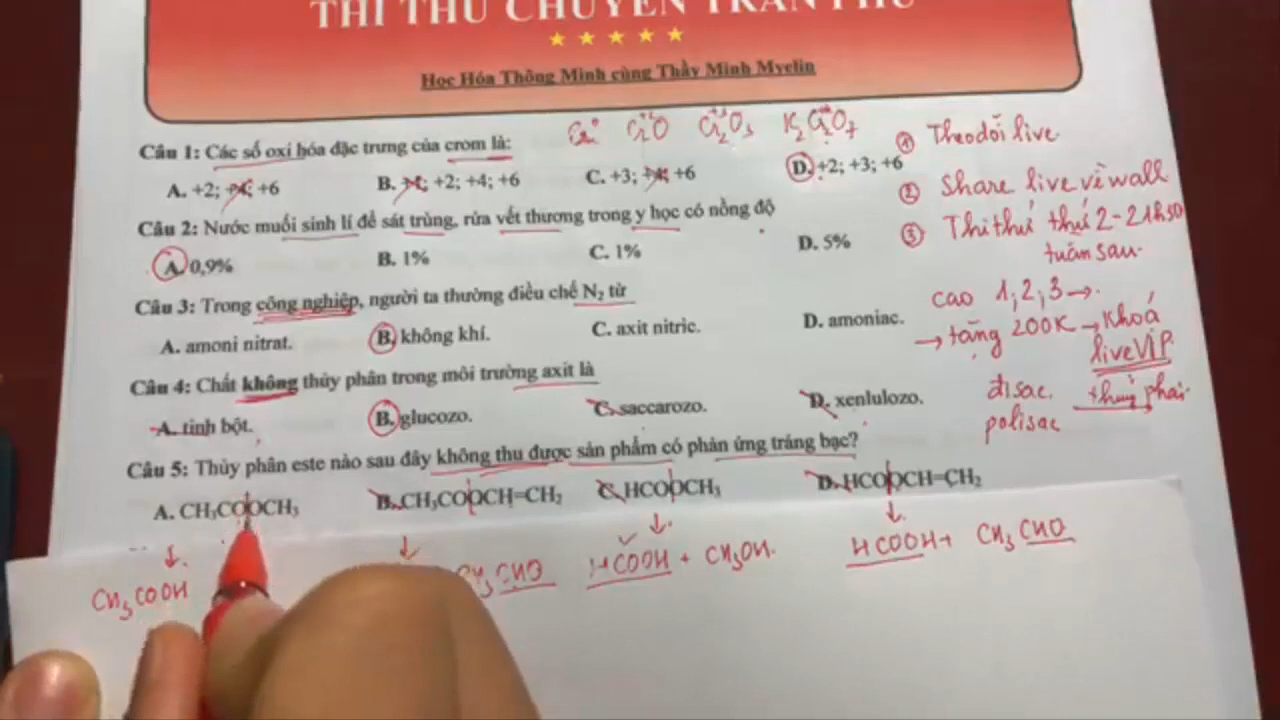 THI THỬ CHUYÊN TRẦN PHÚ
Học Hóa Thông Minh cùng Thầy Minh Myelin
Câu 1: Các số oxi hóa đặc trưng của crom là:
A. +2; +4; +6
B. +1; +2; +4; +6
C. +3; +4; +6
D. +2; +3; +6
Câu 2: Nước muối sinh lí để sát trùng, rửa vết thương trong y học có nồng độ
A. 0,9%
B. 1%
C. 1%
D. 5%
Câu 3: Trong công nghiệp, người ta thường điều chế N₂ từ
A. amoni nitrat.
B. không khí.
C. axit nitric.
D. amoniac.
Câu 4: Chất không thủy phân trong môi trường axit là
A. tinh bột.
B. glucozo.
C. saccarozo.
D. xenlulozo.
Câu 5: Thủy phân este nào sau đây không thu được sản phẩm có phản ứng tráng bạc?
A. CH₃COOCH₃
B. CH₃COOCH=CH₂
C. HCOOCH₃
D. HCOOCH=CH₂
① Theo dõi live
② Share live về wall
③ Thi thử thứ 2 - 21h30
tuần sau.
cao 1, 2, 3 →.
→ tặng 200K → Khoá
live VIP
đisac.
polisac
thuỷ phân
CH₃COOH
CHO
HCOOH + CH₃OH.
HCOOH + CH₃CHO